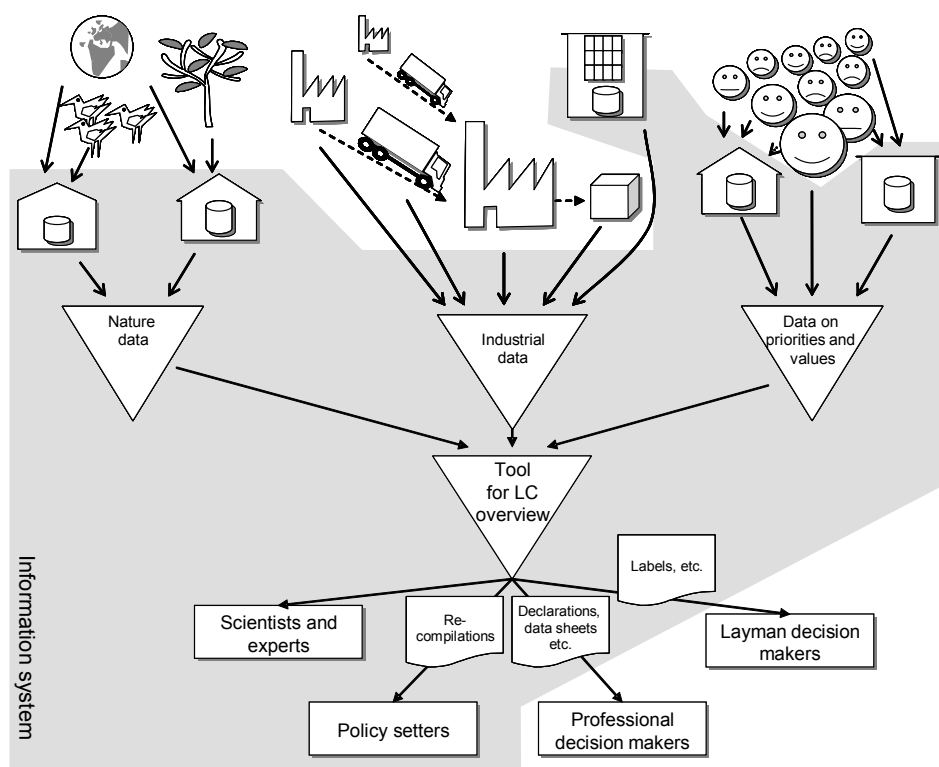 Nature
data
Industrial
data
Data on
priorities and
values
Tool
for LC
overview
Labels, etc.
Re-
compilations
Declarations,
data sheets
etc.
Scientists and
experts
Layman decision
makers
Policy setters
Professional
decision makers
Information system